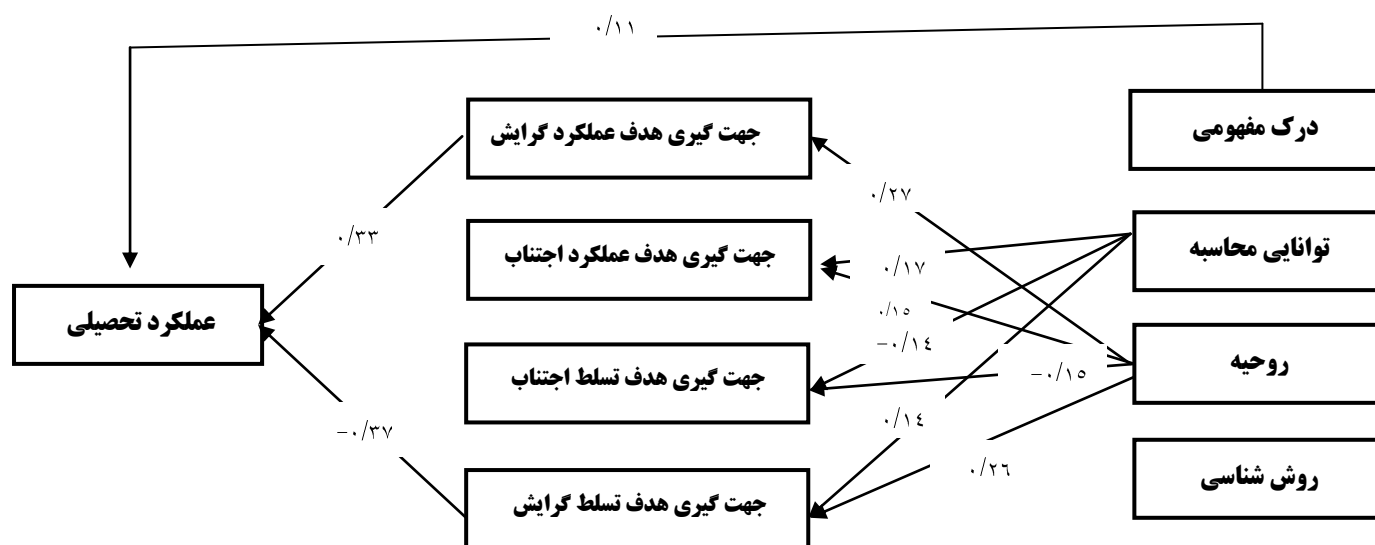 ۰/۱۱
درک مفهومی
جهت گیری هدف عملکرد گرایش
۰/۲۷
توانایی محاسبه
۰/۳۳
جهت گیری هدف عملکرد اجتناب
۰/۱۷
عملکرد تحصیلی
۰/۱۵
-۰/۱۴
روحیه
جهت گیری هدف تسلط اجتناب
-۰/۱۵
-۰/۳۷
۰/۱۴
۰/۲۶
روش شناسی
جهت گیری هدف تسلط گرایش